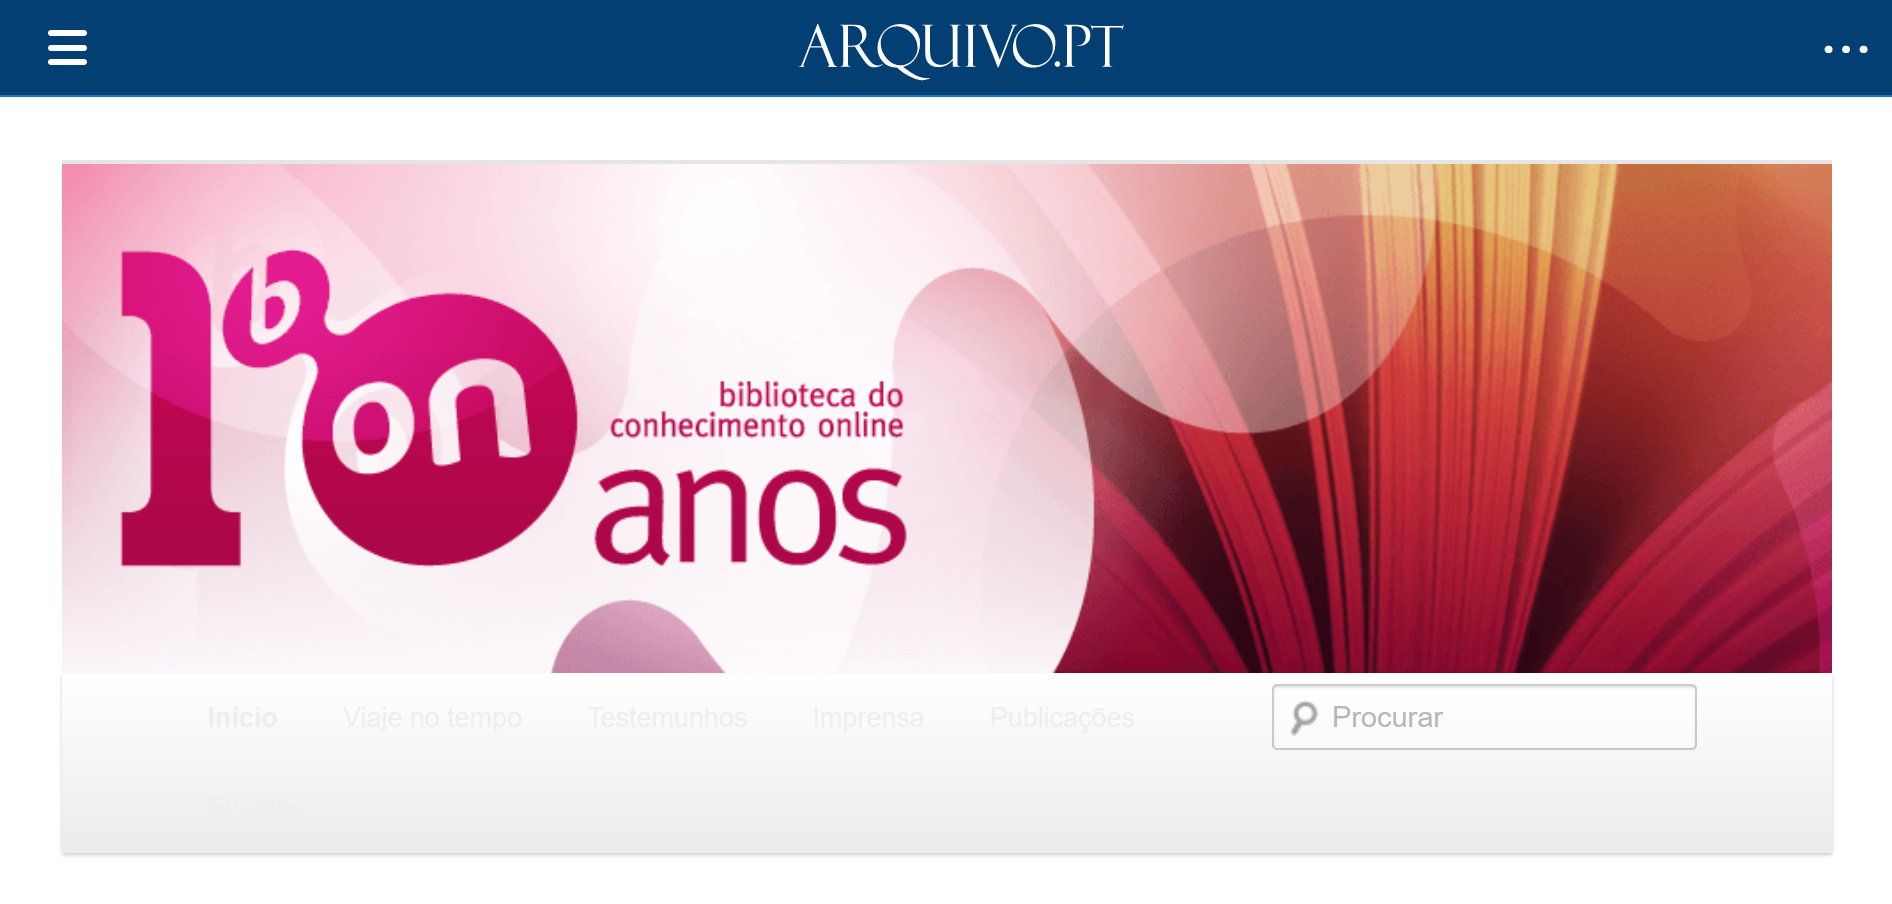 ARQUIVO.PT
10
b
on
biblioteca do
conhecimento online
anos
Início Viaje no tempo Testemunhos Imprensa Publicações
Procurar
Eventos